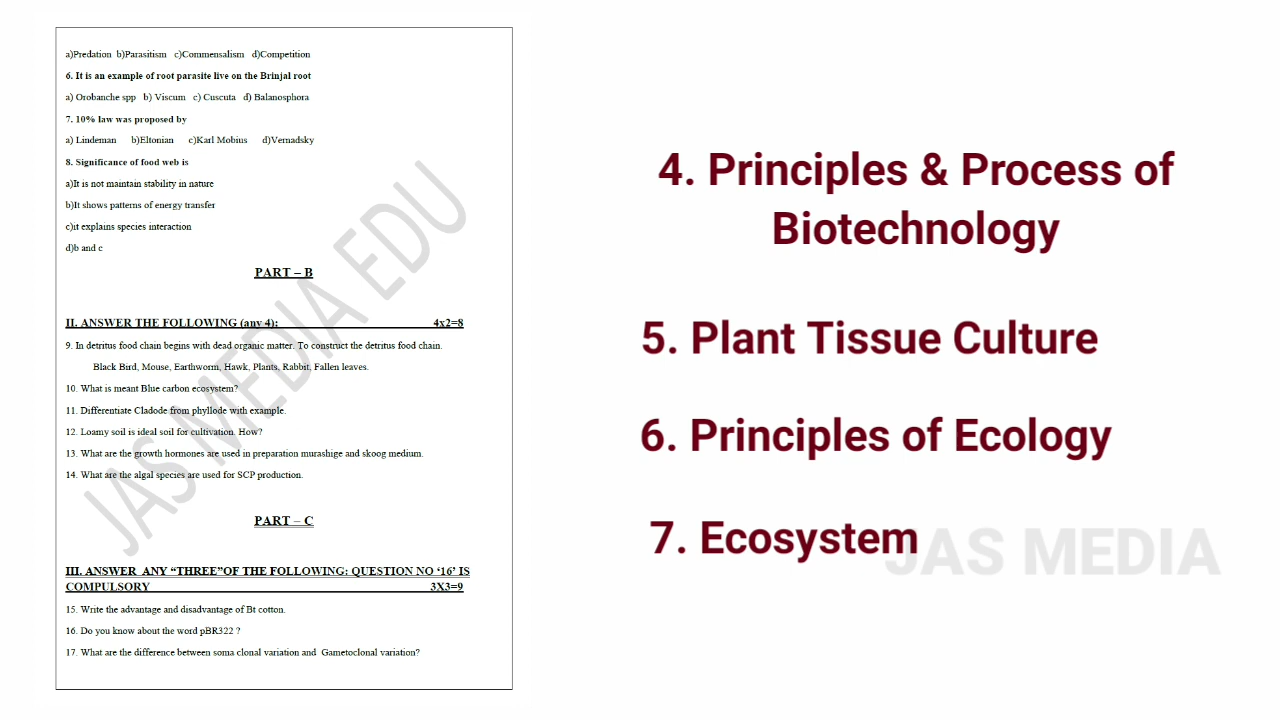 a)Predation b)Parasitism c)Commensalism d)Competition
6. It is an example of root parasite live on the Brinjal root
a) Orobanche spp b) Viscum c) Cuscuta d) Balanosphora
7. 10% law was proposed by
a) Lindeman b)Eltonian c)Karl Mobius d)Vernadsky
8. Significance of food web is
a)It is not maintain stability in nature
b)It shows patterns of energy transfer
c)it explains species interaction
d)b and c
PART – B
II. ANSWER THE FOLLOWING (any 4): 4x2=8
9. In detritus food chain begins with dead organic matter. To construct the detritus food chain.
Black Bird, Mouse, Earthworm, Hawk, Plants, Rabbit, Fallen leaves.
10. What is meant Blue carbon ecosystem?
11. Differentiate Cladode from phyllode with example.
12. Loamy soil is ideal soil for cultivation. How?
13. What are the growth hormones are used in preparation murashige and skoog medium.
14. What are the algal species are used for SCP production.
PART – C
III. ANSWER ANY “THREE”OF THE FOLLOWING: QUESTION NO ‘16’ IS
COMPULSORY 3X3=9
15. Write the advantage and disadvantage of Bt cotton.
16. Do you know about the word pBR322 ?
17. What are the difference between soma clonal variation and Gametoclonal variation?
JAS MEDIA EDU
4. Principles & Process of
Biotechnology
5. Plant Tissue Culture
6. Principles of Ecology
7. Ecosystem
JAS MEDIA